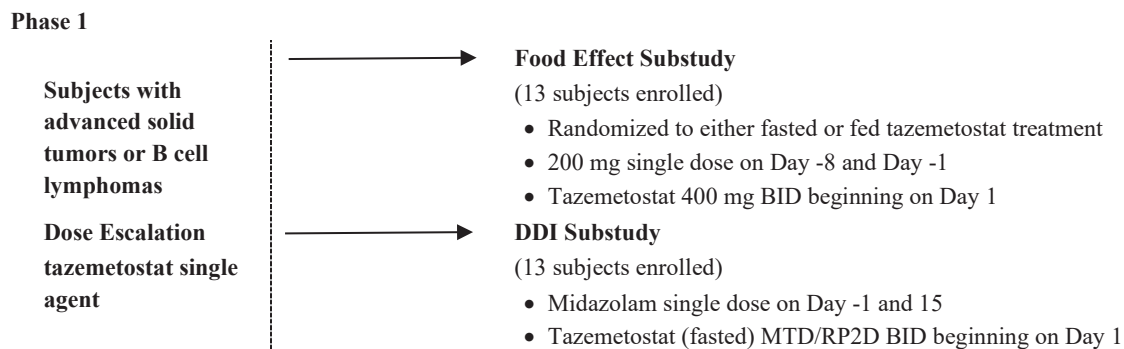 Phase 1
Subjects with
advanced solid
tumors or B cell
lymphomas
Dose Escalation
tazemetostat single
agent
Food Effect Substudy
(13 subjects enrolled)
• Randomized to either fasted or fed tazemetostat treatment
• 200 mg single dose on Day -8 and Day -1
• Tazemetostat 400 mg BID beginning on Day 1
DDI Substudy
(13 subjects enrolled)
• Midazolam single dose on Day -1 and 15
• Tazemetostat (fasted) MTD/RP2D BID beginning on Day 1